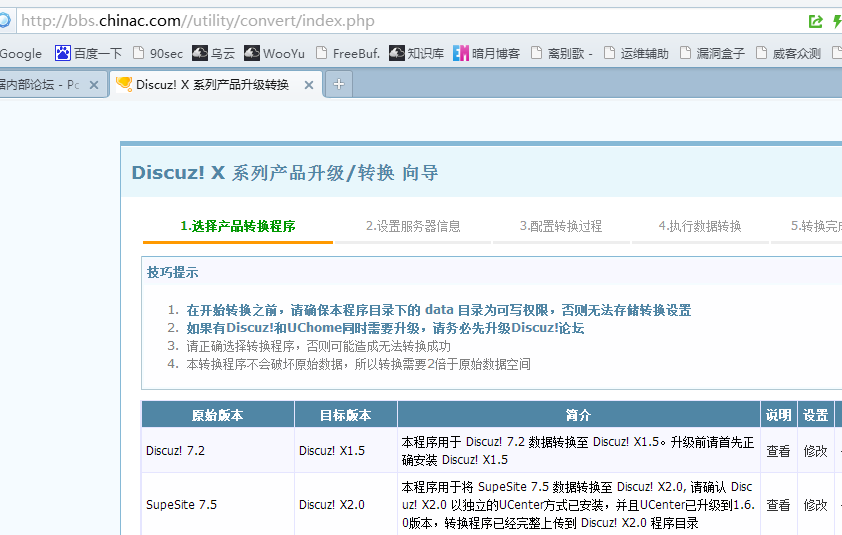 http://bbs.chinac.com//utility/convert/index.php
Google 百度一下 90sec 乌云 WooYu FreeBuf. 知识库 暗月博客 离别歌 - 运维辅助 漏洞盒子 威客众测
居内部论坛 - Pc Discuz! X 系列产品升级转换
Discuz! X 系列产品升级/转换 向导
1.选择产品转换程序 2.设置服务器信息 3.配置转换过程 4.执行数据转换 5.转换完成
技巧提示
1. 在开始转换之前，请确保本程序目录下的 data 目录为可写权限，否则无法存储转换设置
2. 如果有Discuz!和UChome同时需要升级，请务必先升级Discuz!论坛
3. 请正确选择转换程序，否则可能造成无法转换成功
4. 本转换程序不会破坏原始数据，所以转换需要2倍于原始数据空间
原始版本 目标版本 简介 说明 设置
Discuz! 7.2 Discuz! X1.5 本程序用于 Discuz! 7.2 数据转换至 Discuz! X1.5。升级前请首先正
确安装 Discuz! X1.5 查看 修改
SupeSite 7.5 Discuz! X2.0 本程序用于将 SupeSite 7.5 数据转换至 Discuz! X2.0, 请确认 Disc
uz! X2.0 以独立的UCenter方式已安装，并且UCenter已升级到1.6.
0版本，转换程序已经完整上传到 Discuz! X2.0 程序目录 查看 修改